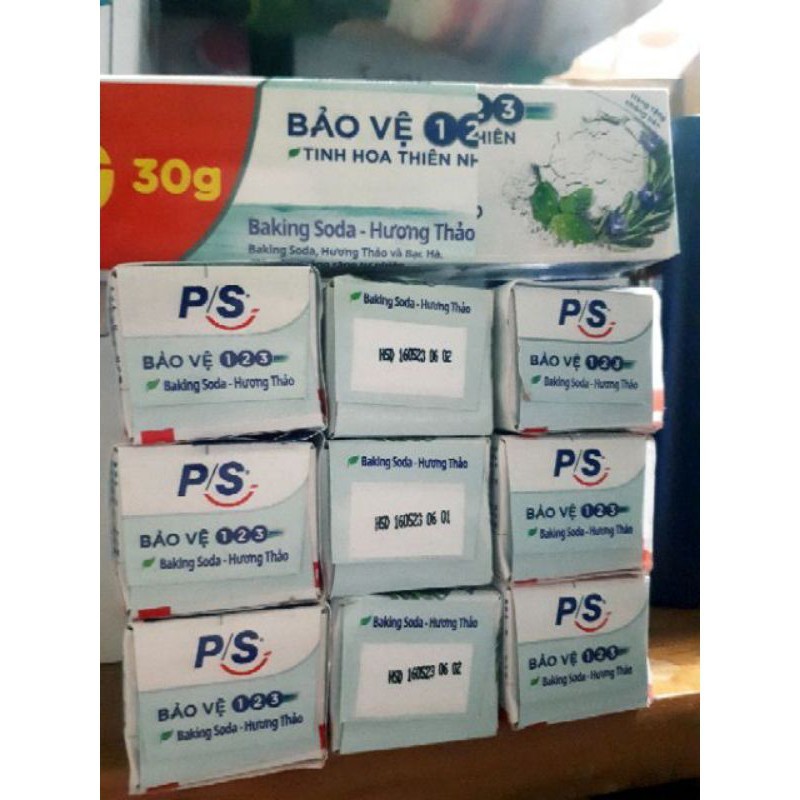 30g
BẢO VỆ 12
3
HIÊN
TINH HOA THIÊN NH
Baking Soda - Hương Thảo
Baking Soda, Hương Thảo và Bạc Hà.
P/S
BẢO VỆ 123
Baking Soda - Hương Thảo
Baking Soda - Hương Thảo
HSD 160523 06 02
P/S
BẢO VỆ 123
Baking Soda - Hương Thảo
P/S
BẢO VỆ 123
Baking Soda - Hương Thảo
Baking Soda - Hương Thảo
HSD 160523 06 01
P/S
BẢO VỆ 123
Baking Soda - Hương Thảo
P/S
BẢO VỆ 123
Baking Soda - Hương Thảo
Baking Soda - Hương Thảo
HSD 160523 06 02
P/S
BẢO VỆ 123
Baking Soda - Hương Thảo